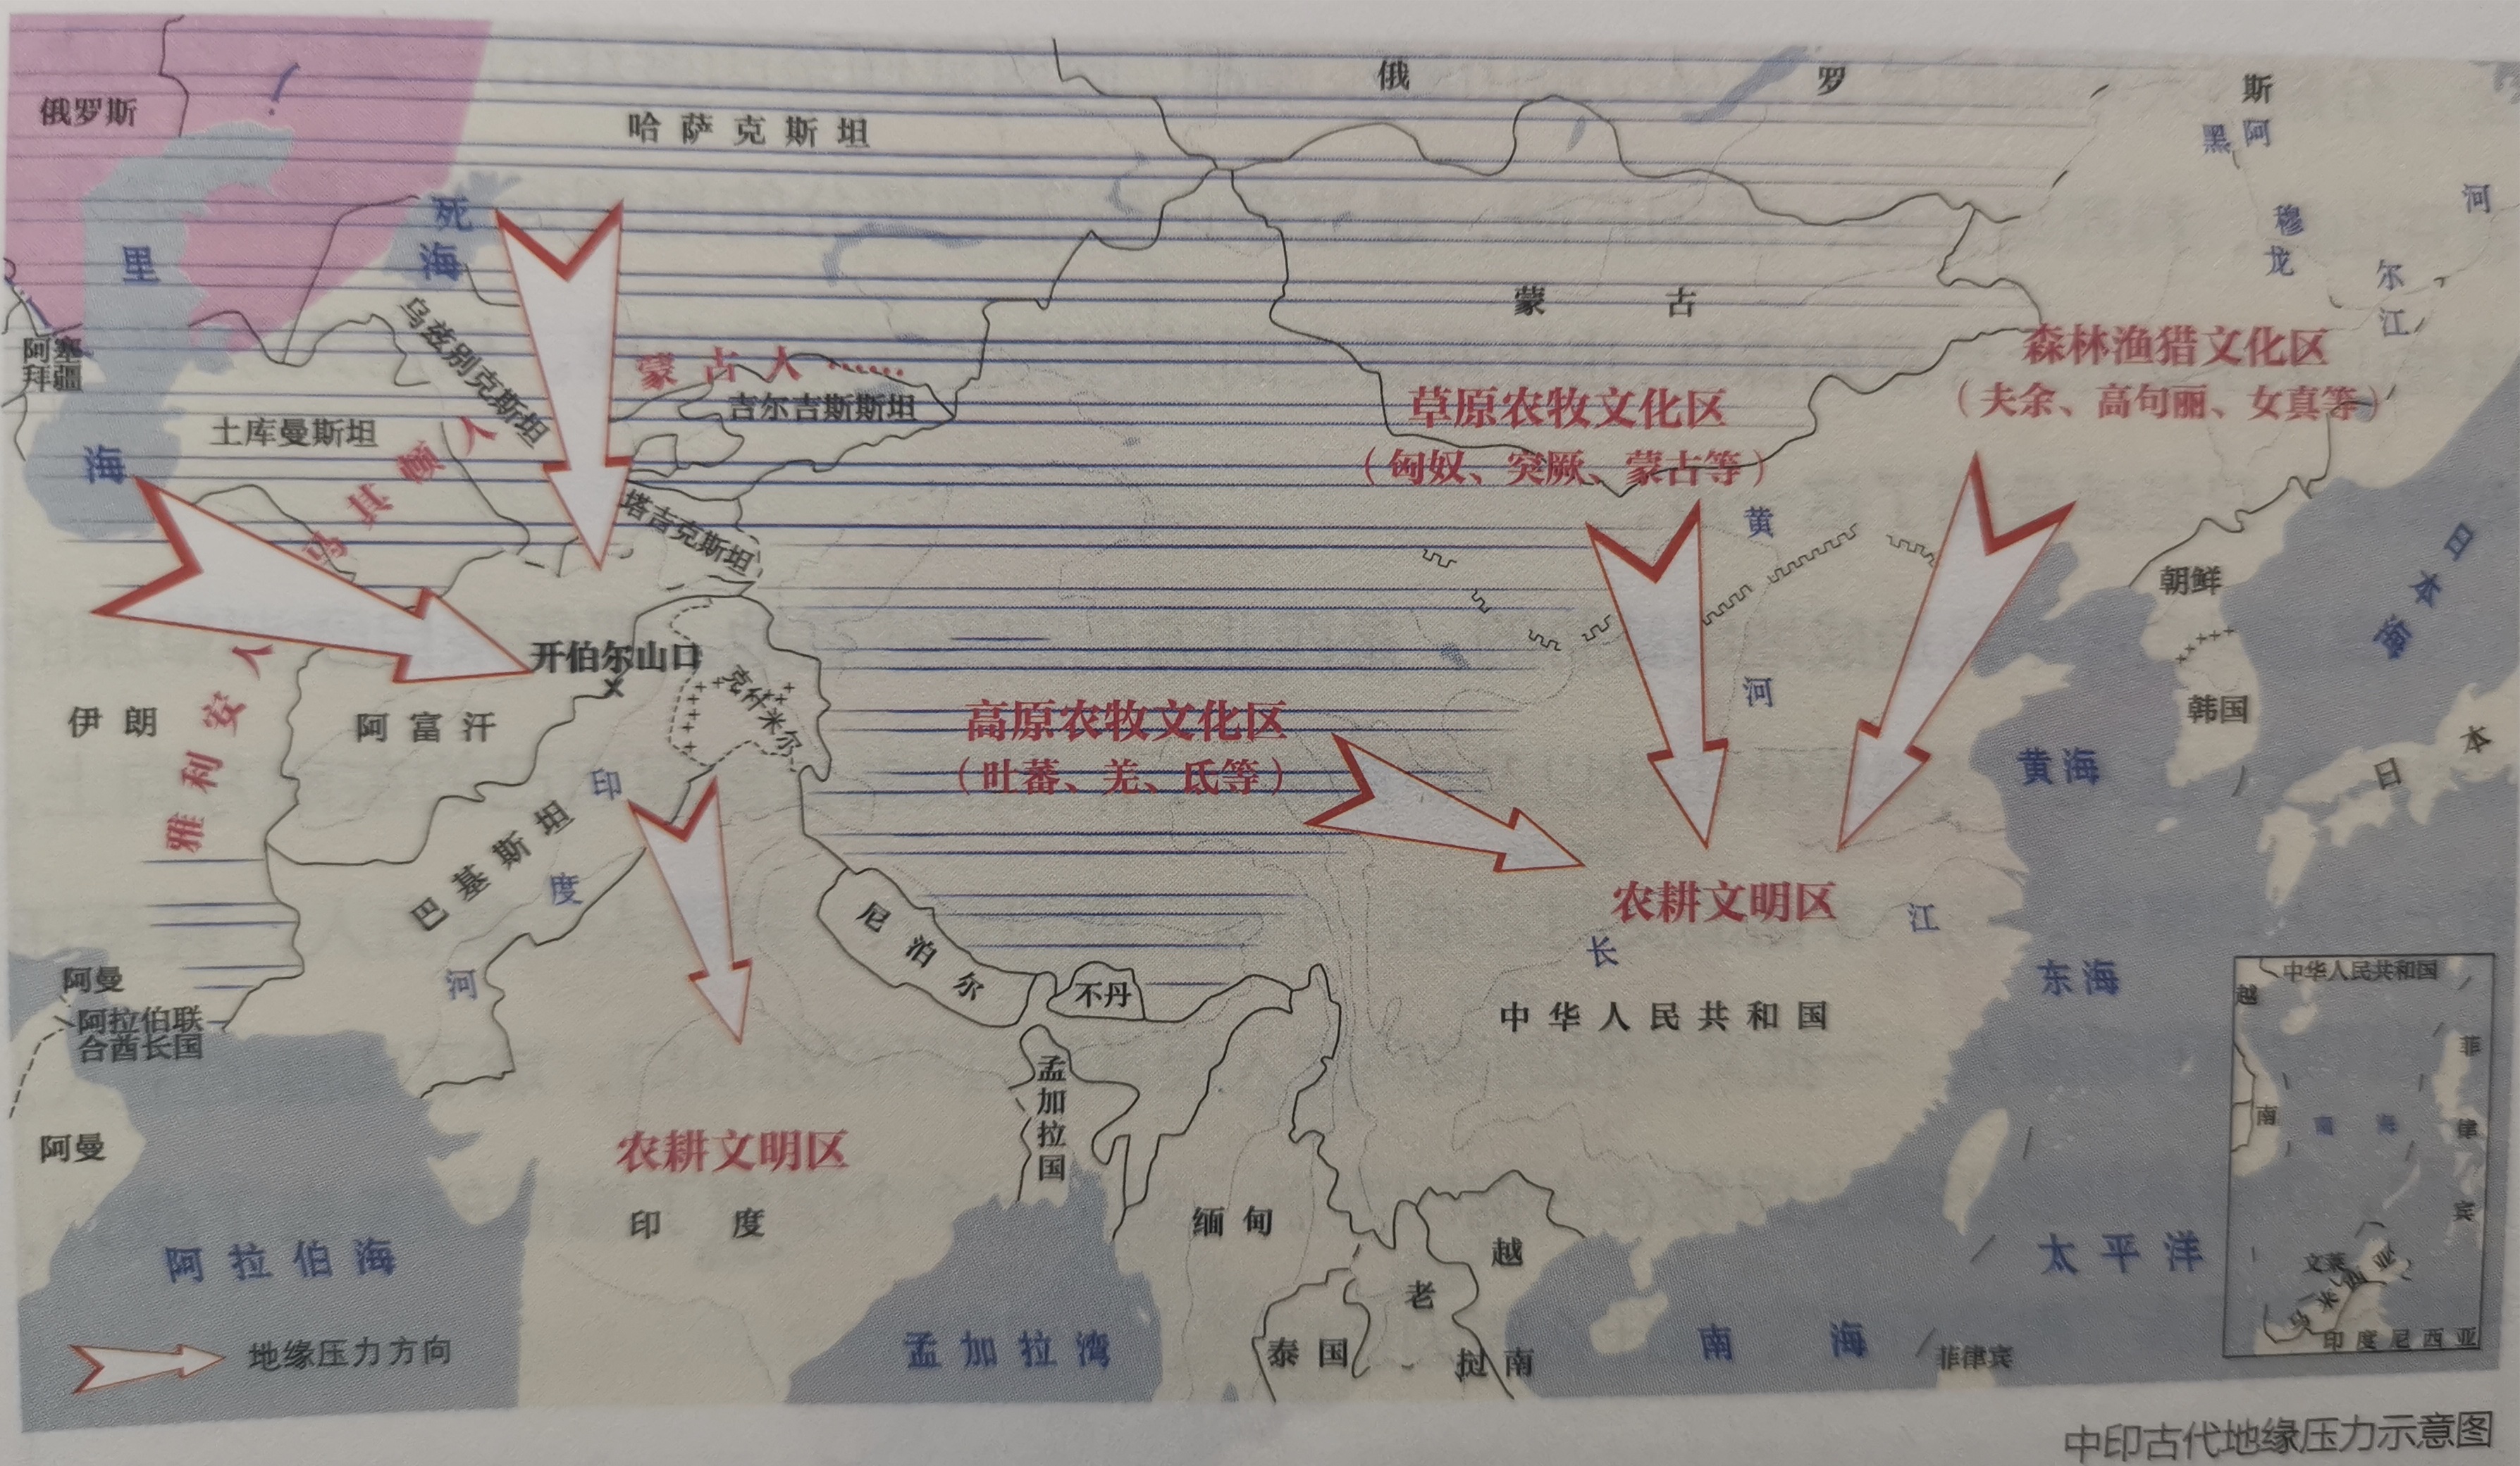 俄罗斯
哈萨克斯坦
俄罗斯
黑龙江
阿穆尔河
里海
死海
乌兹别克斯坦
蒙古
森林渔猎文化区
(夫余、高句丽、女真等)
阿塞
拜疆
蒙古人……
吉尔吉斯斯坦
草原农牧文化区
(匈奴、突厥、蒙古等)
土库曼斯坦
马其顿人
塔吉克斯坦
黄河
日本海
朝鲜
开伯尔山口
克什米尔
韩国
伊朗
雅利安人
阿富汗
高原农牧文化区
(吐蕃、羌、氐等)
黄海
日本
印度河
巴基斯坦
农耕文明区
长江
尼泊尔
不丹
阿曼
阿拉伯联
合酋长国
中华人民共和国
东海
孟加拉国
阿曼
农耕文明区
印度
缅甸
越南
老挝
泰国
阿拉伯海
孟加拉湾
南海
太平洋
菲律宾
中华人民共和国
越南
南海
菲律宾
文莱
马来西亚
印度尼西亚
地缘压力方向
中印古代地缘压力示意图